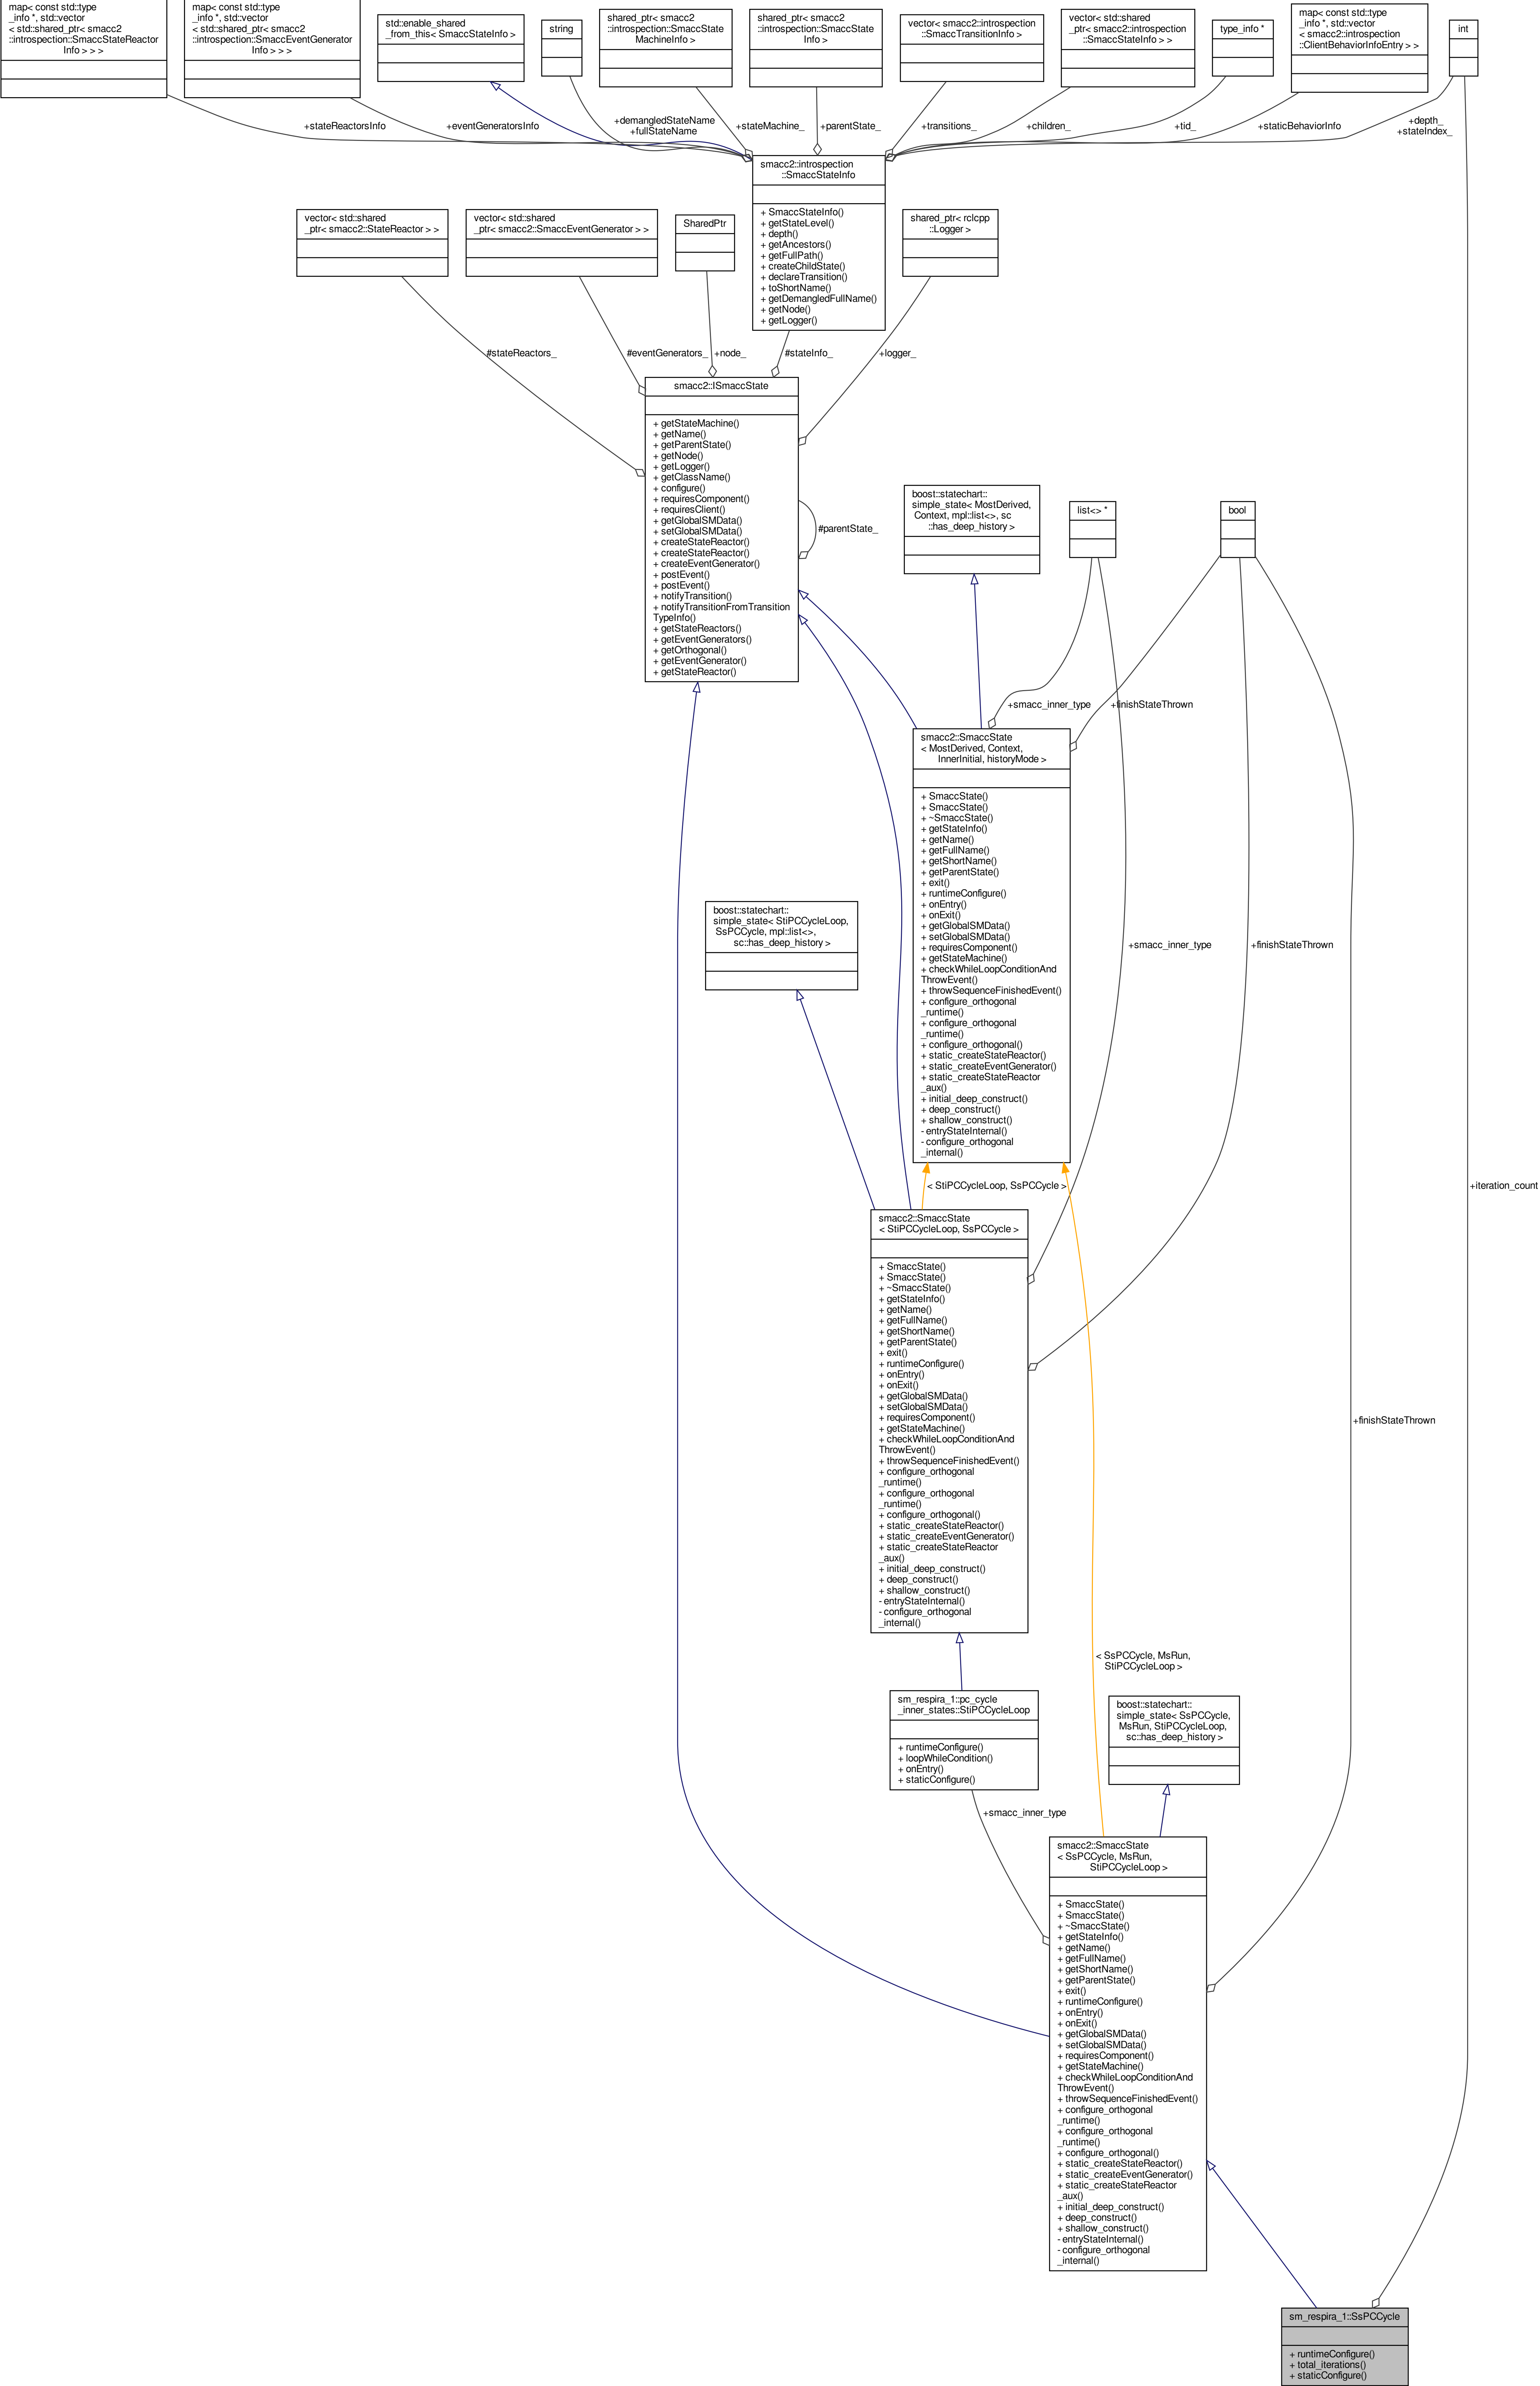 map< const std::type
_info *, std::vector
< std::shared_ptr< smacc2
::introspection::SmaccStateReactor
Info > > >
map< const std::type
_info *, std::vector
< std::shared_ptr< smacc2
::introspection::SmaccEventGenerator
Info > > >
std::enable_shared
_from_this< SmaccStateInfo >
string
shared_ptr< smacc2
::introspection::SmaccState
MachineInfo >
shared_ptr< smacc2
::introspection::SmaccState
Info >
vector< smacc2::introspection
::SmaccTransitionInfo >
vector< std::shared
_ptr< smacc2::introspection
::SmaccStateInfo > >
type_info *
map< const std::type
_info *, std::vector
< smacc2::introspection
::ClientBehaviorInfoEntry > >
int
+stateReactorsInfo
+eventGeneratorsInfo
+demangledStateName
+fullStateName
+stateMachine_
+parentState_
+transitions_
+children_
+tid_
+staticBehaviorInfo
+depth_
+stateIndex_
smacc2::introspection
::SmaccStateInfo
+ SmaccStateInfo()
+ getStateLevel()
+ depth()
+ getAncestors()
+ getFullPath()
+ createChildState()
+ declareTransition()
+ toShortName()
+ getDemangledFullName()
+ getNode()
+ getLogger()
vector< std::shared
_ptr< smacc2::StateReactor > >
vector< std::shared
_ptr< smacc2::SmaccEventGenerator > >
SharedPtr
shared_ptr< rclcpp
::Logger >
#stateReactors_
#eventGenerators_
+node_
#stateInfo_
+logger_
smacc2::ISmaccState
+ getStateMachine()
+ getName()
+ getParentState()
+ getNode()
+ getLogger()
+ getClassName()
+ configure()
+ requiresComponent()
+ requiresClient()
+ getGlobalSMData()
+ setGlobalSMData()
+ createStateReactor()
+ createStateReactor()
+ createEventGenerator()
+ postEvent()
+ postEvent()
+ notifyTransition()
+ notifyTransitionFromTransition
TypeInfo()
+ getStateReactors()
+ getEventGenerators()
+ getOrthogonal()
+ getEventGenerator()
+ getStateReactor()
#parentState_
boost::statechart::
simple_state< MostDerived,
Context, mpl::list<>, sc
::has_deep_history >
list<> *
bool
+smacc_inner_type
+finishStateThrown
smacc2::SmaccState
< MostDerived, Context,
InnerInitial, historyMode >
+ SmaccState()
+ SmaccState()
+ ~SmaccState()
+ getStateInfo()
+ getName()
+ getFullName()
+ getShortName()
+ getParentState()
+ exit()
+ runtimeConfigure()
+ onEntry()
+ onExit()
+ getGlobalSMData()
+ setGlobalSMData()
+ requiresComponent()
+ getStateMachine()
+ checkWhileLoopConditionAnd
ThrowEvent()
+ throwSequenceFinishedEvent()
+ configure_orthogonal
_runtime()
+ configure_orthogonal
_runtime()
+ configure_orthogonal()
+ static_createStateReactor()
+ static_createEventGenerator()
+ static_createStateReactor
_aux()
+ initial_deep_construct()
+ deep_construct()
+ shallow_construct()
- entryStateInternal()
- configure_orthogonal
_internal()
boost::statechart::
simple_state< StiPCCycleLoop,
SsPCCycle, mpl::list<>,
sc::has_deep_history >
+smacc_inner_type
+finishStateThrown
< StiPCCycleLoop, SsPCCycle >
+iteration_count
smacc2::SmaccState
< StiPCCycleLoop, SsPCCycle >
+ SmaccState()
+ SmaccState()
+ ~SmaccState()
+ getStateInfo()
+ getName()
+ getFullName()
+ getShortName()
+ getParentState()
+ exit()
+ runtimeConfigure()
+ onEntry()
+ onExit()
+ getGlobalSMData()
+ setGlobalSMData()
+ requiresComponent()
+ getStateMachine()
+ checkWhileLoopConditionAnd
ThrowEvent()
+ throwSequenceFinishedEvent()
+ configure_orthogonal
_runtime()
+ configure_orthogonal
_runtime()
+ configure_orthogonal()
+ static_createStateReactor()
+ static_createEventGenerator()
+ static_createStateReactor
_aux()
+ initial_deep_construct()
+ deep_construct()
+ shallow_construct()
- entryStateInternal()
- configure_orthogonal
_internal()
+finishStateThrown
< SsPCCycle, MsRun,
StiPCCycleLoop >
sm_respira_1::pc_cycle
_inner_states::StiPCCycleLoop
+ runtimeConfigure()
+ loopWhileCondition()
+ onEntry()
+ staticConfigure()
boost::statechart::
simple_state< SsPCCycle,
MsRun, StiPCCycleLoop,
sc::has_deep_history >
+smacc_inner_type
smacc2::SmaccState
< SsPCCycle, MsRun,
StiPCCycleLoop >
+ SmaccState()
+ SmaccState()
+ ~SmaccState()
+ getStateInfo()
+ getName()
+ getFullName()
+ getShortName()
+ getParentState()
+ exit()
+ runtimeConfigure()
+ onEntry()
+ onExit()
+ getGlobalSMData()
+ setGlobalSMData()
+ requiresComponent()
+ getStateMachine()
+ checkWhileLoopConditionAnd
ThrowEvent()
+ throwSequenceFinishedEvent()
+ configure_orthogonal
_runtime()
+ configure_orthogonal
_runtime()
+ configure_orthogonal()
+ static_createStateReactor()
+ static_createEventGenerator()
+ static_createStateReactor
_aux()
+ initial_deep_construct()
+ deep_construct()
+ shallow_construct()
- entryStateInternal()
- configure_orthogonal
_internal()
sm_respira_1::SsPCCycle
+ runtimeConfigure()
+ total_iterations()
+ staticConfigure()